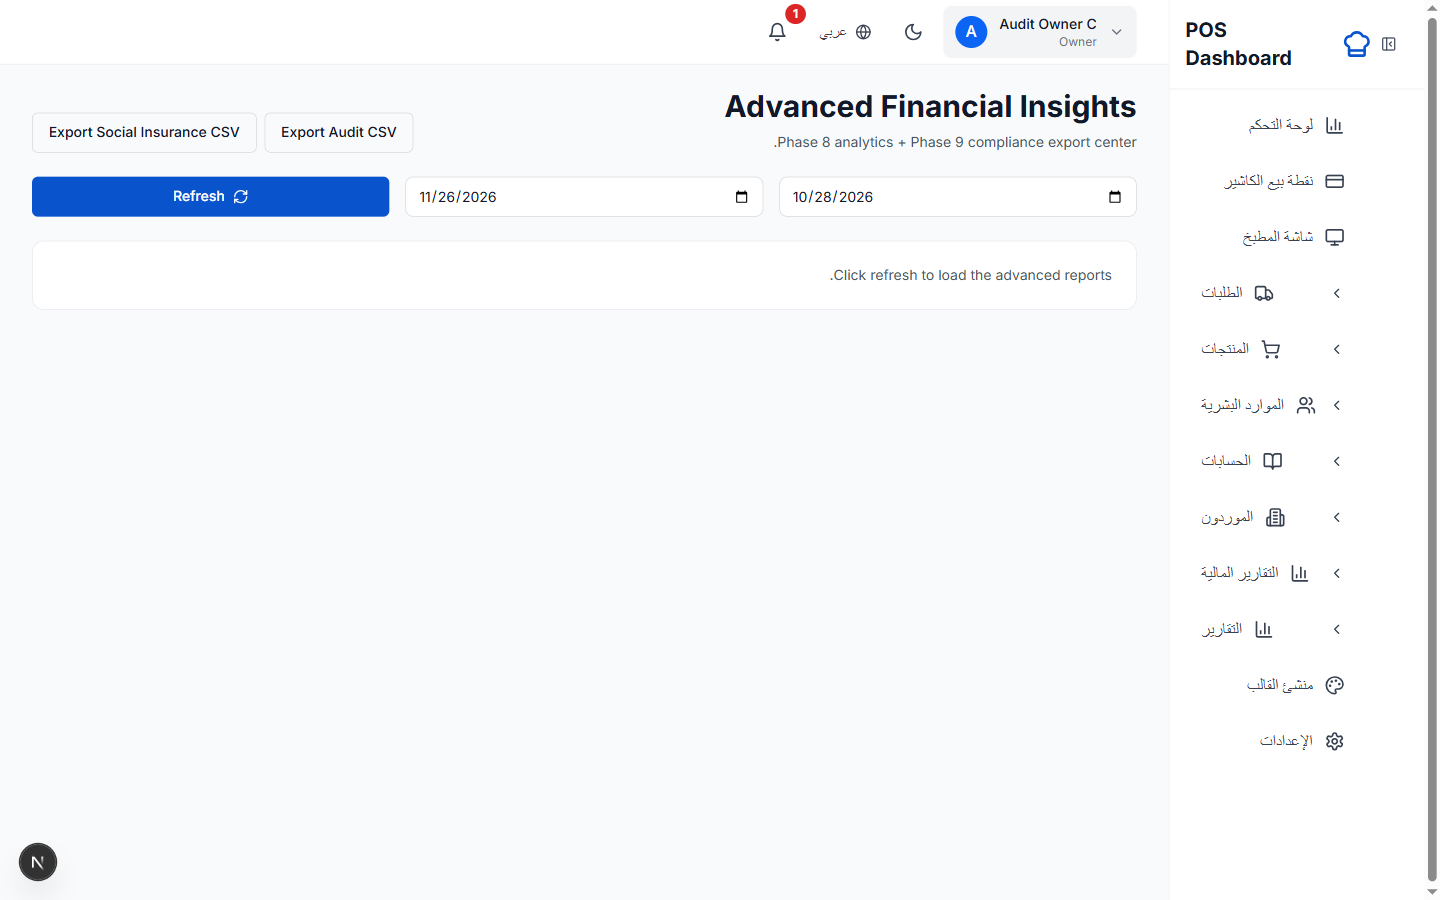 POS
Dashboard
Audit Owner C
Owner
A
عربي
1
Advanced Financial Insights
Phase 8 analytics + Phase 9 compliance export center.
Export Audit CSV
Export Social Insurance CSV
10/28/2026
11/26/2026
Refresh
Click refresh to load the advanced reports.
لوحة التحكم
نقطة بيع الكاشير
شاشة المطبخ
الطلبات
المنتجات
الموارد البشرية
الحسابات
الموردون
التقارير المالية
التقارير
منشئ القالب
الإعدادات
N